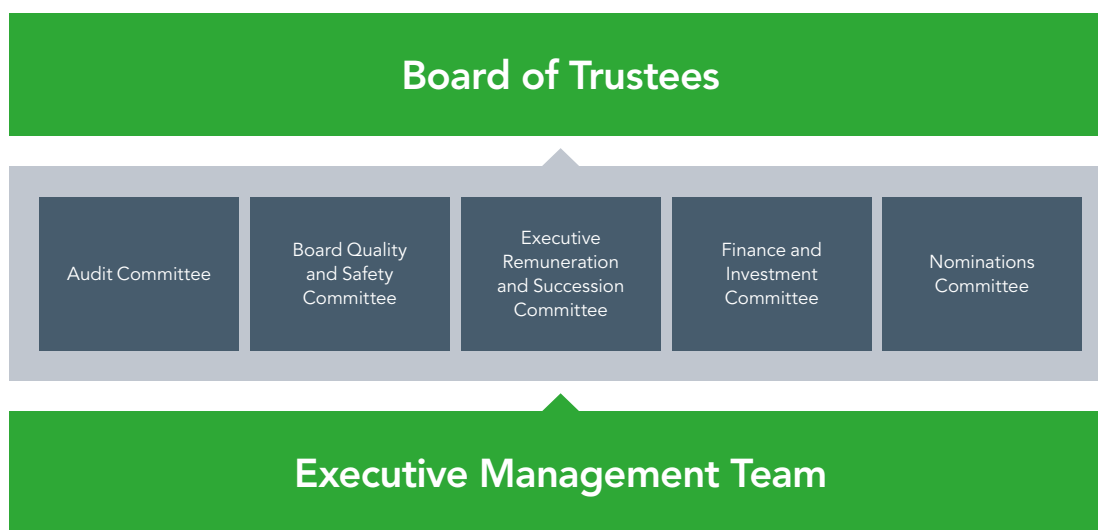 Board of Trustees
Audit Committee
Board Quality
and Safety
Committee
Executive
Remuneration
and Succession
Committee
Finance and
Investment
Committee
Nominations
Committee
Executive Management Team